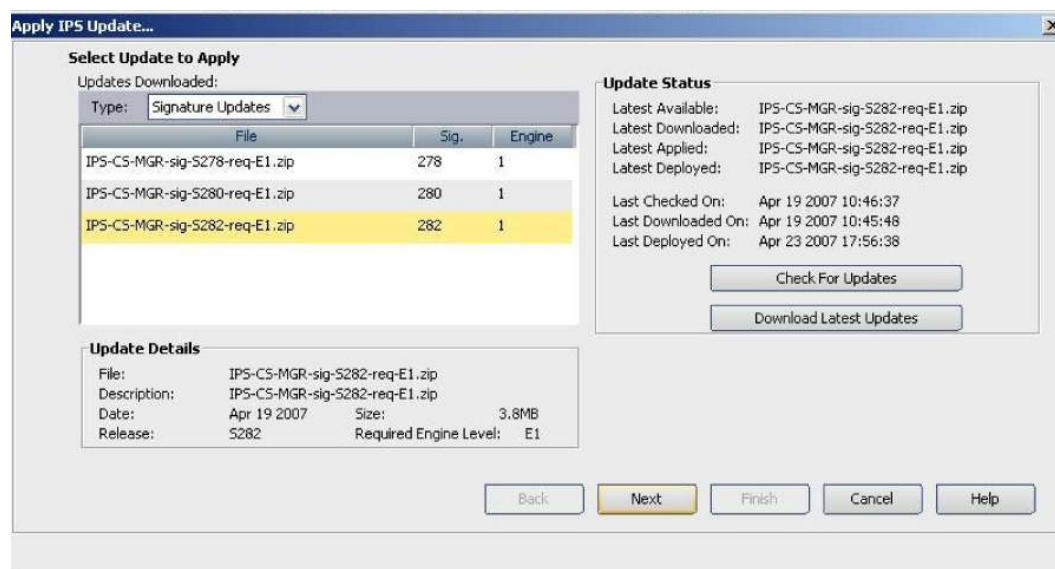 Apply IPS Update...
Select Update to Apply
Updates Downloaded:
Type: Signature Updates
File Sig. Engine
IPS-CS-MGR-sig-S278-req-E1.zip 278 1
IPS-CS-MGR-sig-S280-req-E1.zip 280 1
IPS-CS-MGR-sig-S282-req-E1.zip 282 1
Update Details
File: IPS-CS-MGR-sig-S282-req-E1.zip
Description: IPS-CS-MGR-sig-S282-req-E1.zip
Date: Apr 19 2007 Size: 3.8MB
Release: S282 Required Engine Level: E1
Update Status
Latest Available: IPS-CS-MGR-sig-S282-req-E1.zip
Latest Downloaded: IPS-CS-MGR-sig-S282-req-E1.zip
Latest Applied: IPS-CS-MGR-sig-S282-req-E1.zip
Latest Deployed: IPS-CS-MGR-sig-S282-req-E1.zip
Last Checked On: Apr 19 2007 10:46:37
Last Downloaded On: Apr 19 2007 10:45:48
Last Deployed On: Apr 23 2007 17:56:38
Check For Updates
Download Latest Updates
Back Next Finish Cancel Help